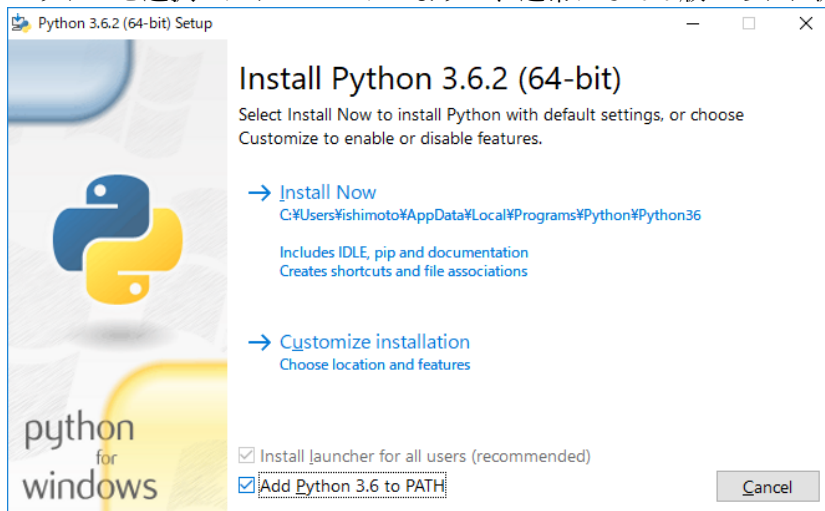 Python 3.6.2 (64-bit) Setup
Install Python 3.6.2 (64-bit)
Select Install Now to install Python with default settings, or choose
Customize to enable or disable features.
Install Now
C:¥Users¥ishimoto¥AppData¥Local¥Programs¥Python¥Python36
Includes IDLE, pip and documentation
Creates shortcuts and file associations
Customize installation
Choose location and features
python
for
windows
Install launcher for all users (recommended)
Add Python 3.6 to PATH
Cancel